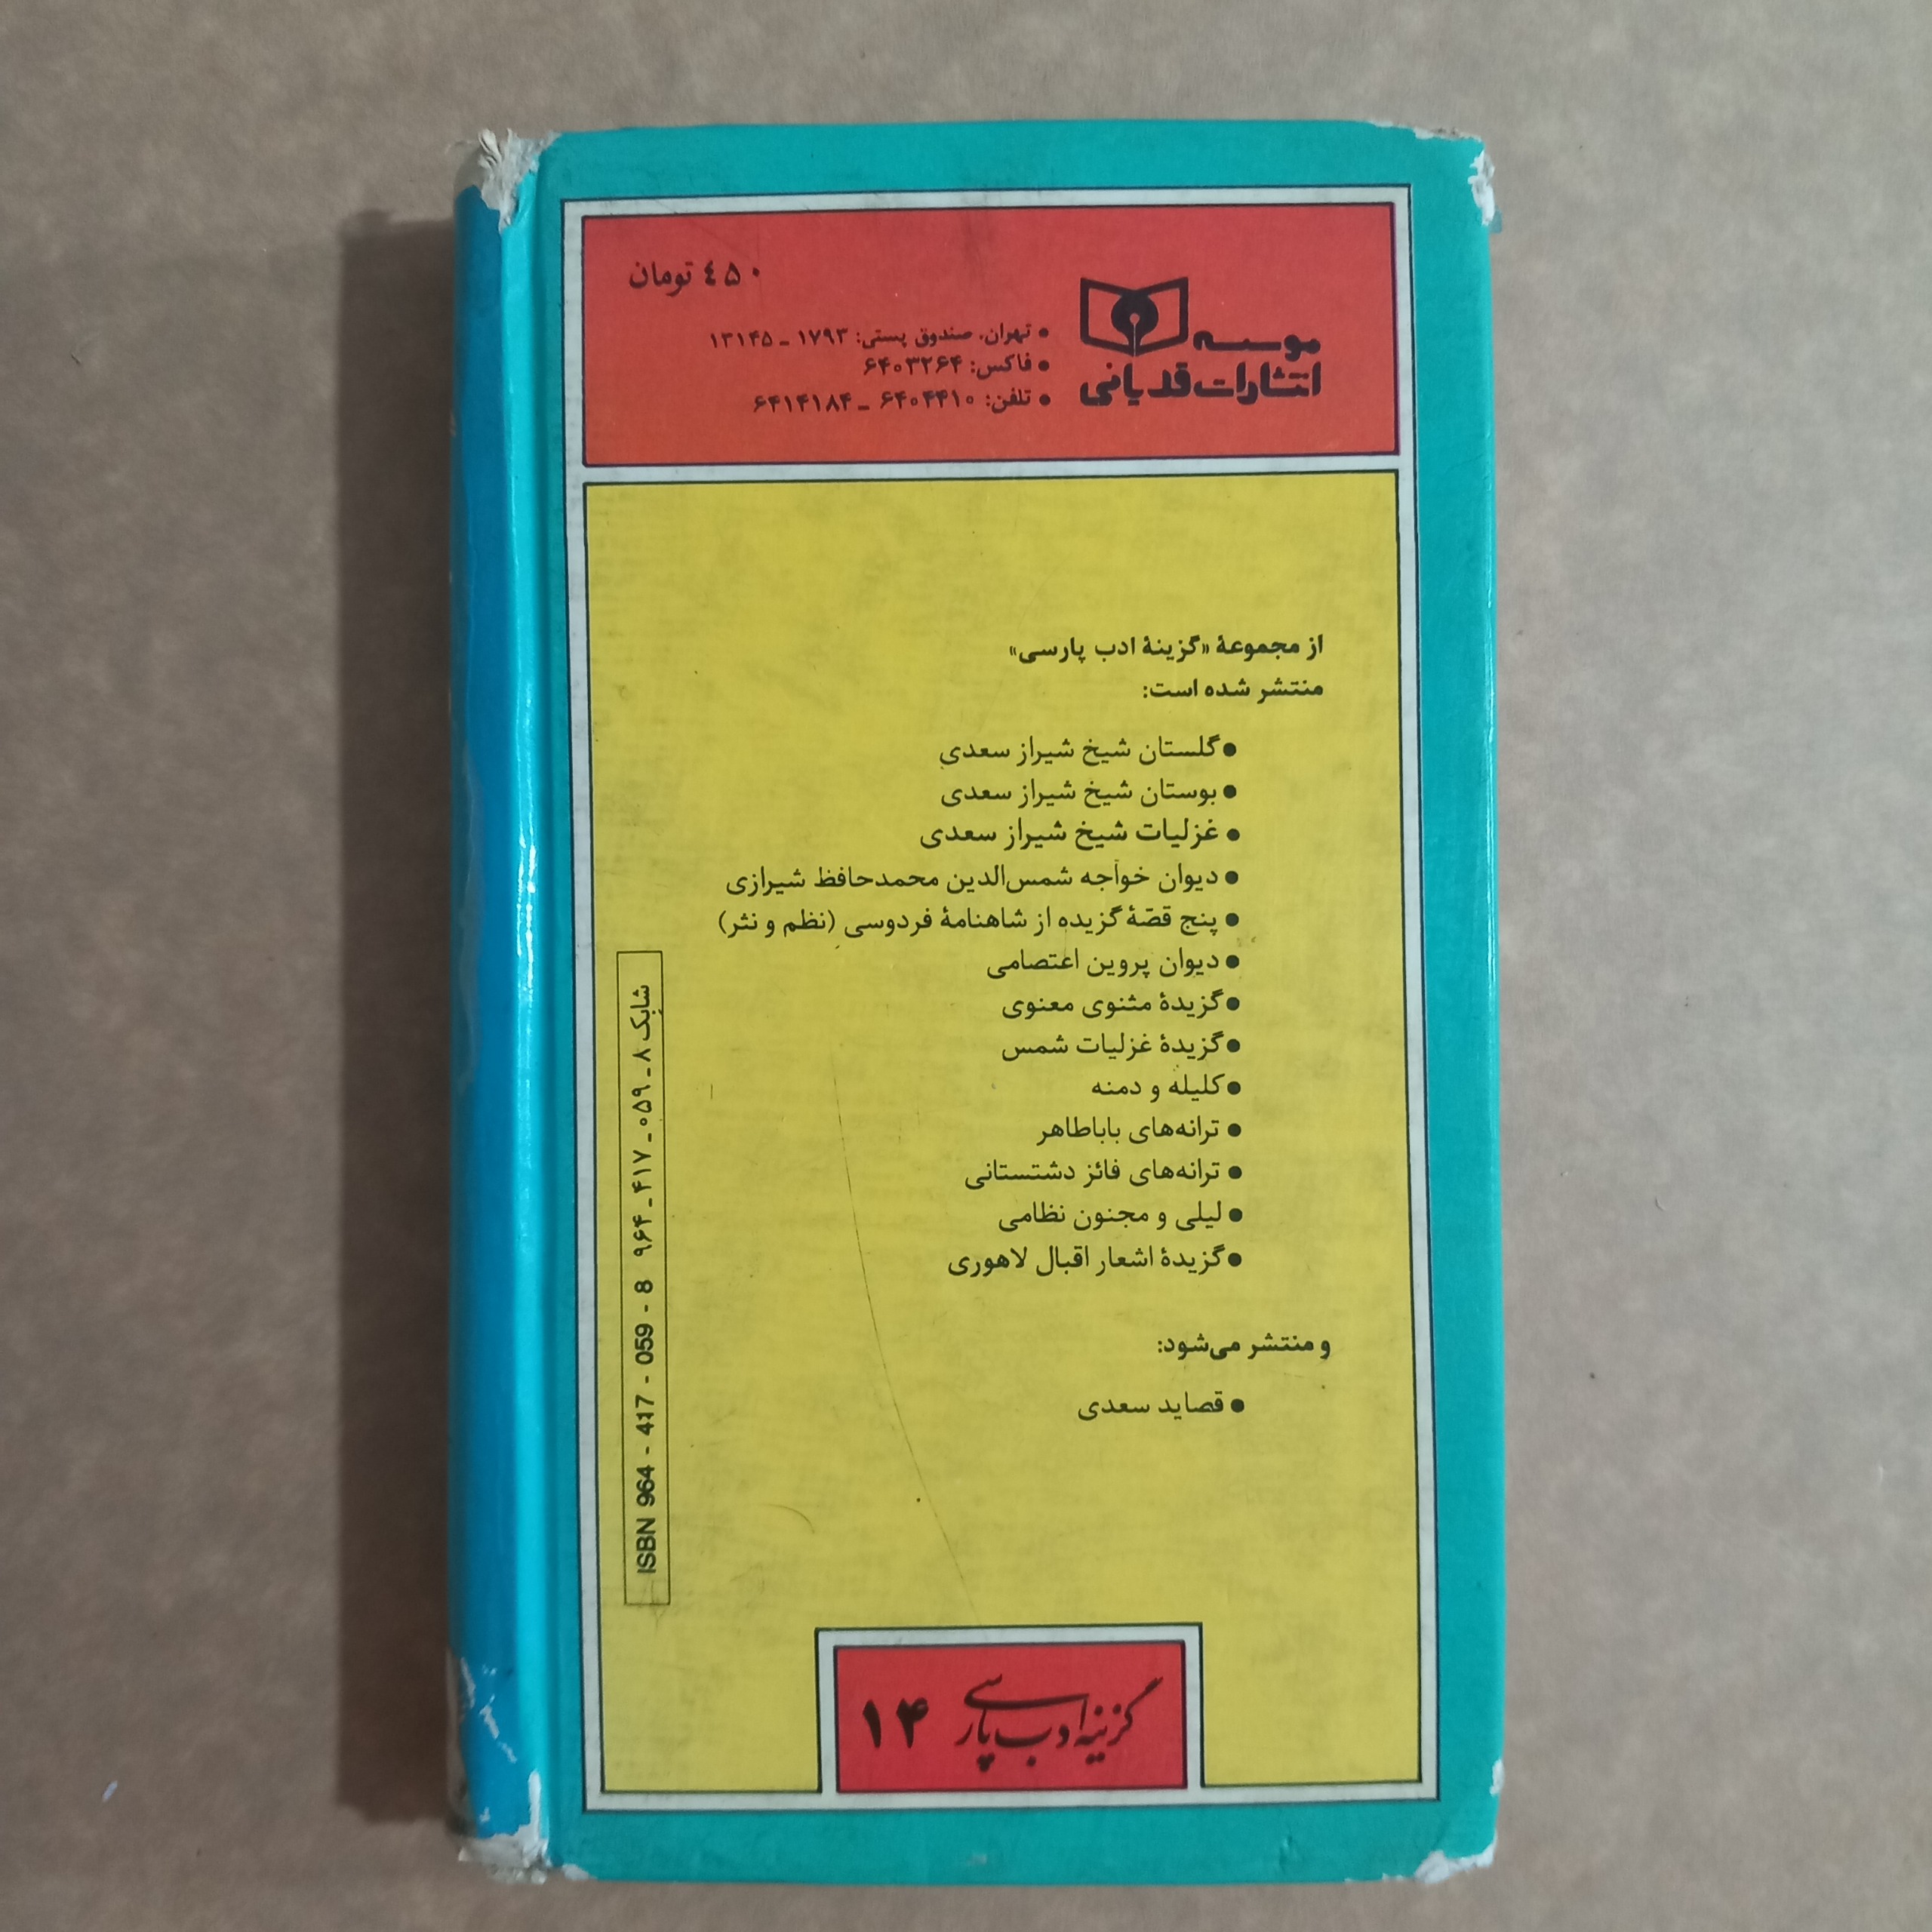 موسسه
انتشارات قدیانی
۴۵۰ تومان
● تهران، صندوق پستی: ۱۷۹۳ ـ ۱۳۱۴۵
● فاکس: ۶۴۰۳۲۶۴
● تلفن: ۶۴۰۴۴۱۰ ـ ۶۴۱۴۱۸۴
از مجموعهٔ «گزینهٔ ادب پارسی»
منتشر شده است:
● گلستان شیخ شیراز سعدی
● بوستان شیخ شیراز سعدی
● غزلیات شیخ شیراز سعدی
● دیوان خواجه شمس‌الدین محمدحافظ شیرازی
● پنج قصّهٔ گزیده از شاهنامهٔ فردوسی (نظم و نثر)
● دیوان پروین اعتصامی
● گزیدهٔ مثنوی معنوی
● گزیدهٔ غزلیات شمس
● کلیله و دمنه
● ترانه‌های باباطاهر
● ترانه‌های فائز دشتستانی
● لیلی و مجنون نظامی
● گزیدهٔ اشعار اقبال لاهوری
و منتشر می‌شود:
● قصاید سعدی
شابک ۸ ـ ۰۵۹ ـ ۴۱۷ ـ ۹۶۴
ISBN 964 - 417 - 059 - 8
گزینه ادب پارسی ۱۴